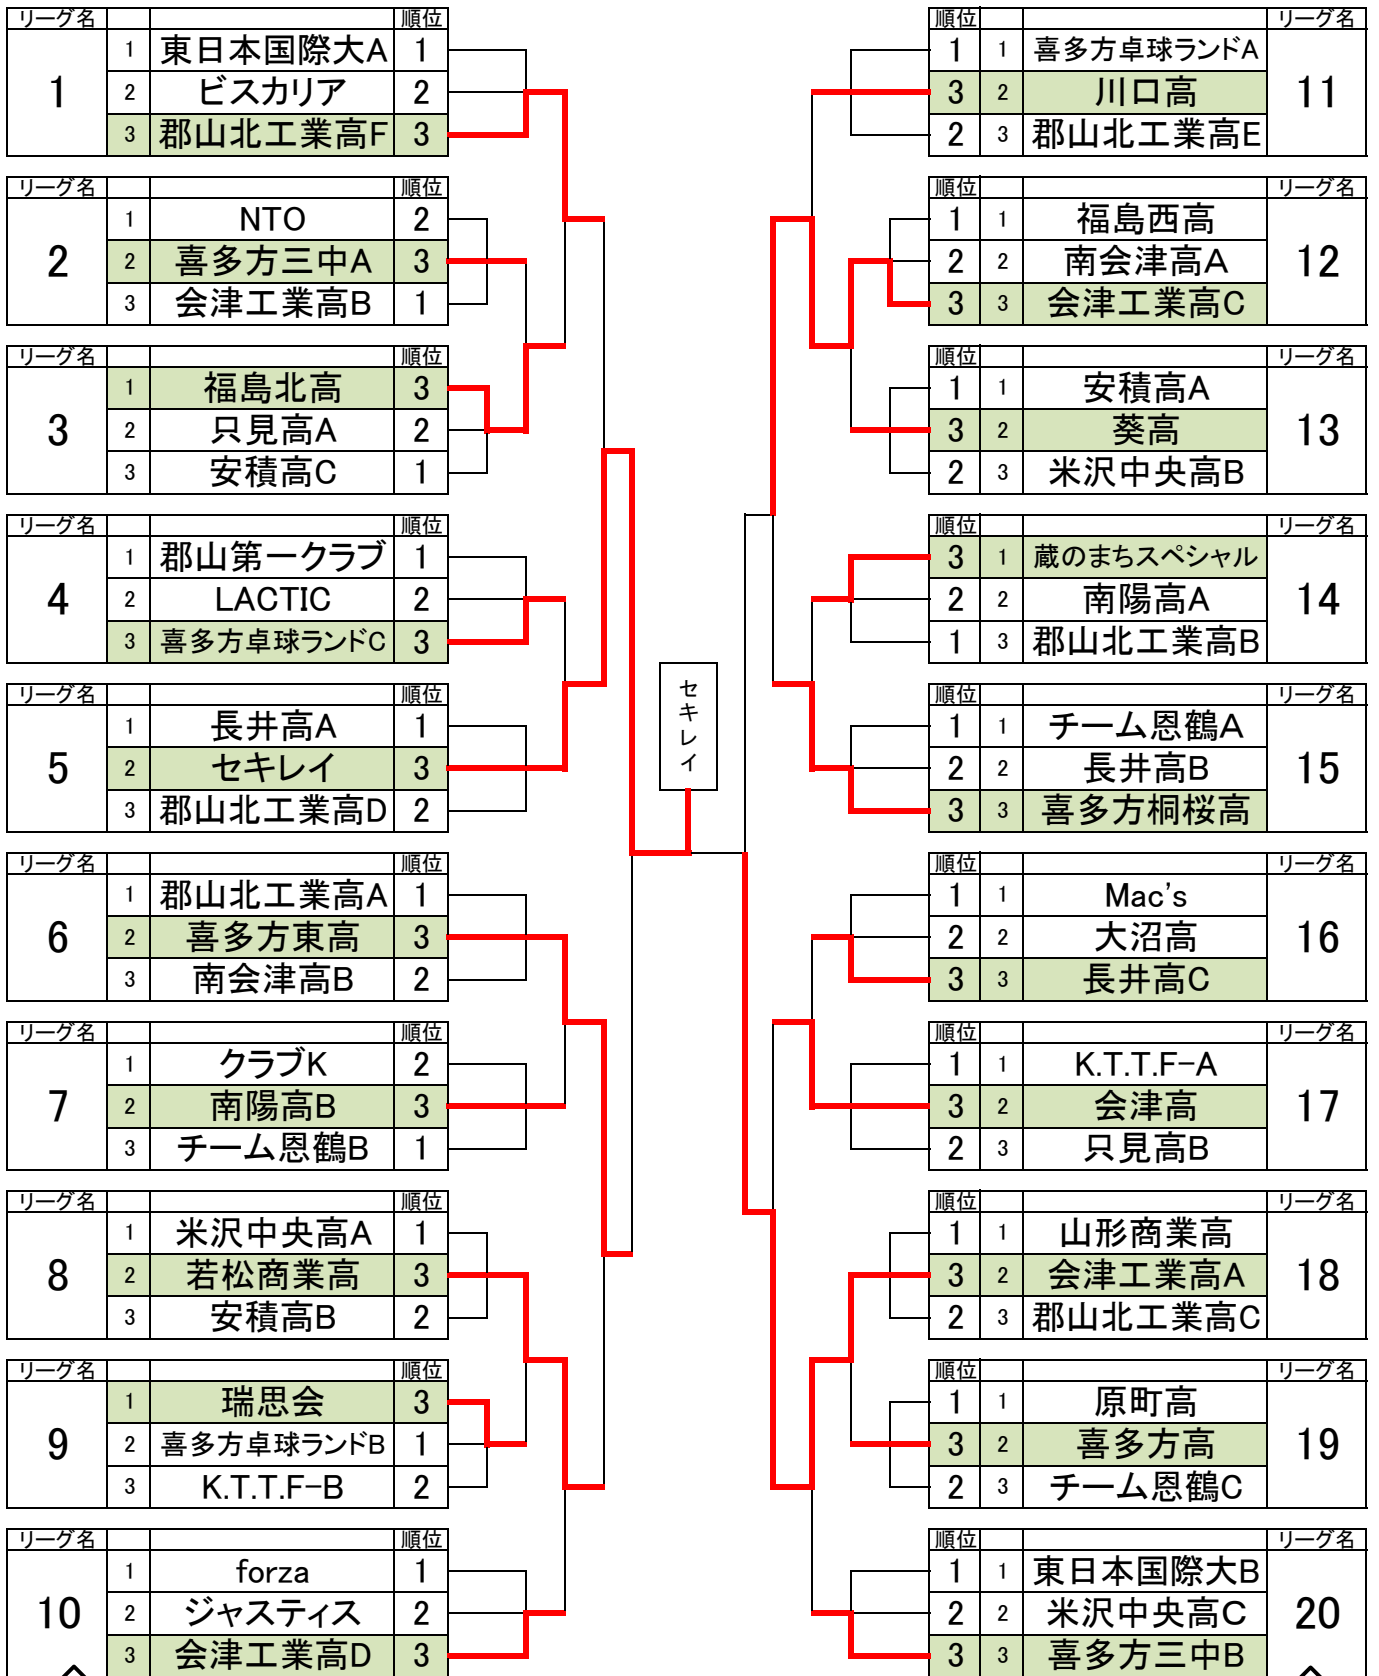 リーグ名 順位
1 1 東日本国際大A 1
2 ビスカリア 2
3 郡山北工業高F 3
リーグ名 順位
2 1 NTO 2
2 喜多方三中A 3
3 会津工業高B 1
リーグ名 順位
3 1 福島北高 3
2 只見高A 2
3 安積高C 1
リーグ名 順位
4 1 郡山第一クラブ 1
2 LACTIC 2
3 喜多方卓球ランドC 3
リーグ名 順位
5 1 長井高A 1
2 セキレイ 3
3 郡山北工業高D 2
リーグ名 順位
6 1 郡山北工業高A 1
2 喜多方東高 3
3 南会津高B 2
リーグ名 順位
7 1 クラブK 2
2 南陽高B 3
3 チーム恩鶴B 1
リーグ名 順位
8 1 米沢中央高A 1
2 若松商業高 3
3 安積高B 2
リーグ名 順位
9 1 瑞思会 3
2 喜多方卓球ランドB 1
3 K.T.T.F-B 2
リーグ名 順位
10 1 forza 1
2 ジャスティス 2
3 会津工業高D 3
セキレイ
順位 リーグ名
1 1 喜多方卓球ランドA 11
3 2 川口高
2 3 郡山北工業高E
順位 リーグ名
1 1 福島西高 12
2 2 南会津高A
3 3 会津工業高C
順位 リーグ名
1 1 安積高A 13
3 2 葵高
2 3 米沢中央高B
順位 リーグ名
3 1 蔵のまちスペシャル 14
2 2 南陽高A
1 3 郡山北工業高B
順位 リーグ名
1 1 チーム恩鶴A 15
2 2 長井高B
3 3 喜多方桐桜高
順位 リーグ名
1 1 Mac's 16
2 2 大沼高
3 3 長井高C
順位 リーグ名
1 1 K.T.T.F-A 17
3 2 会津高
2 3 只見高B
順位 リーグ名
1 1 山形商業高 18
3 2 会津工業高A
2 3 郡山北工業高C
順位 リーグ名
1 1 原町高 19
3 2 喜多方高
2 3 チーム恩鶴C
順位 リーグ名
1 1 東日本国際大B 20
2 2 米沢中央高C
3 3 喜多方三中B